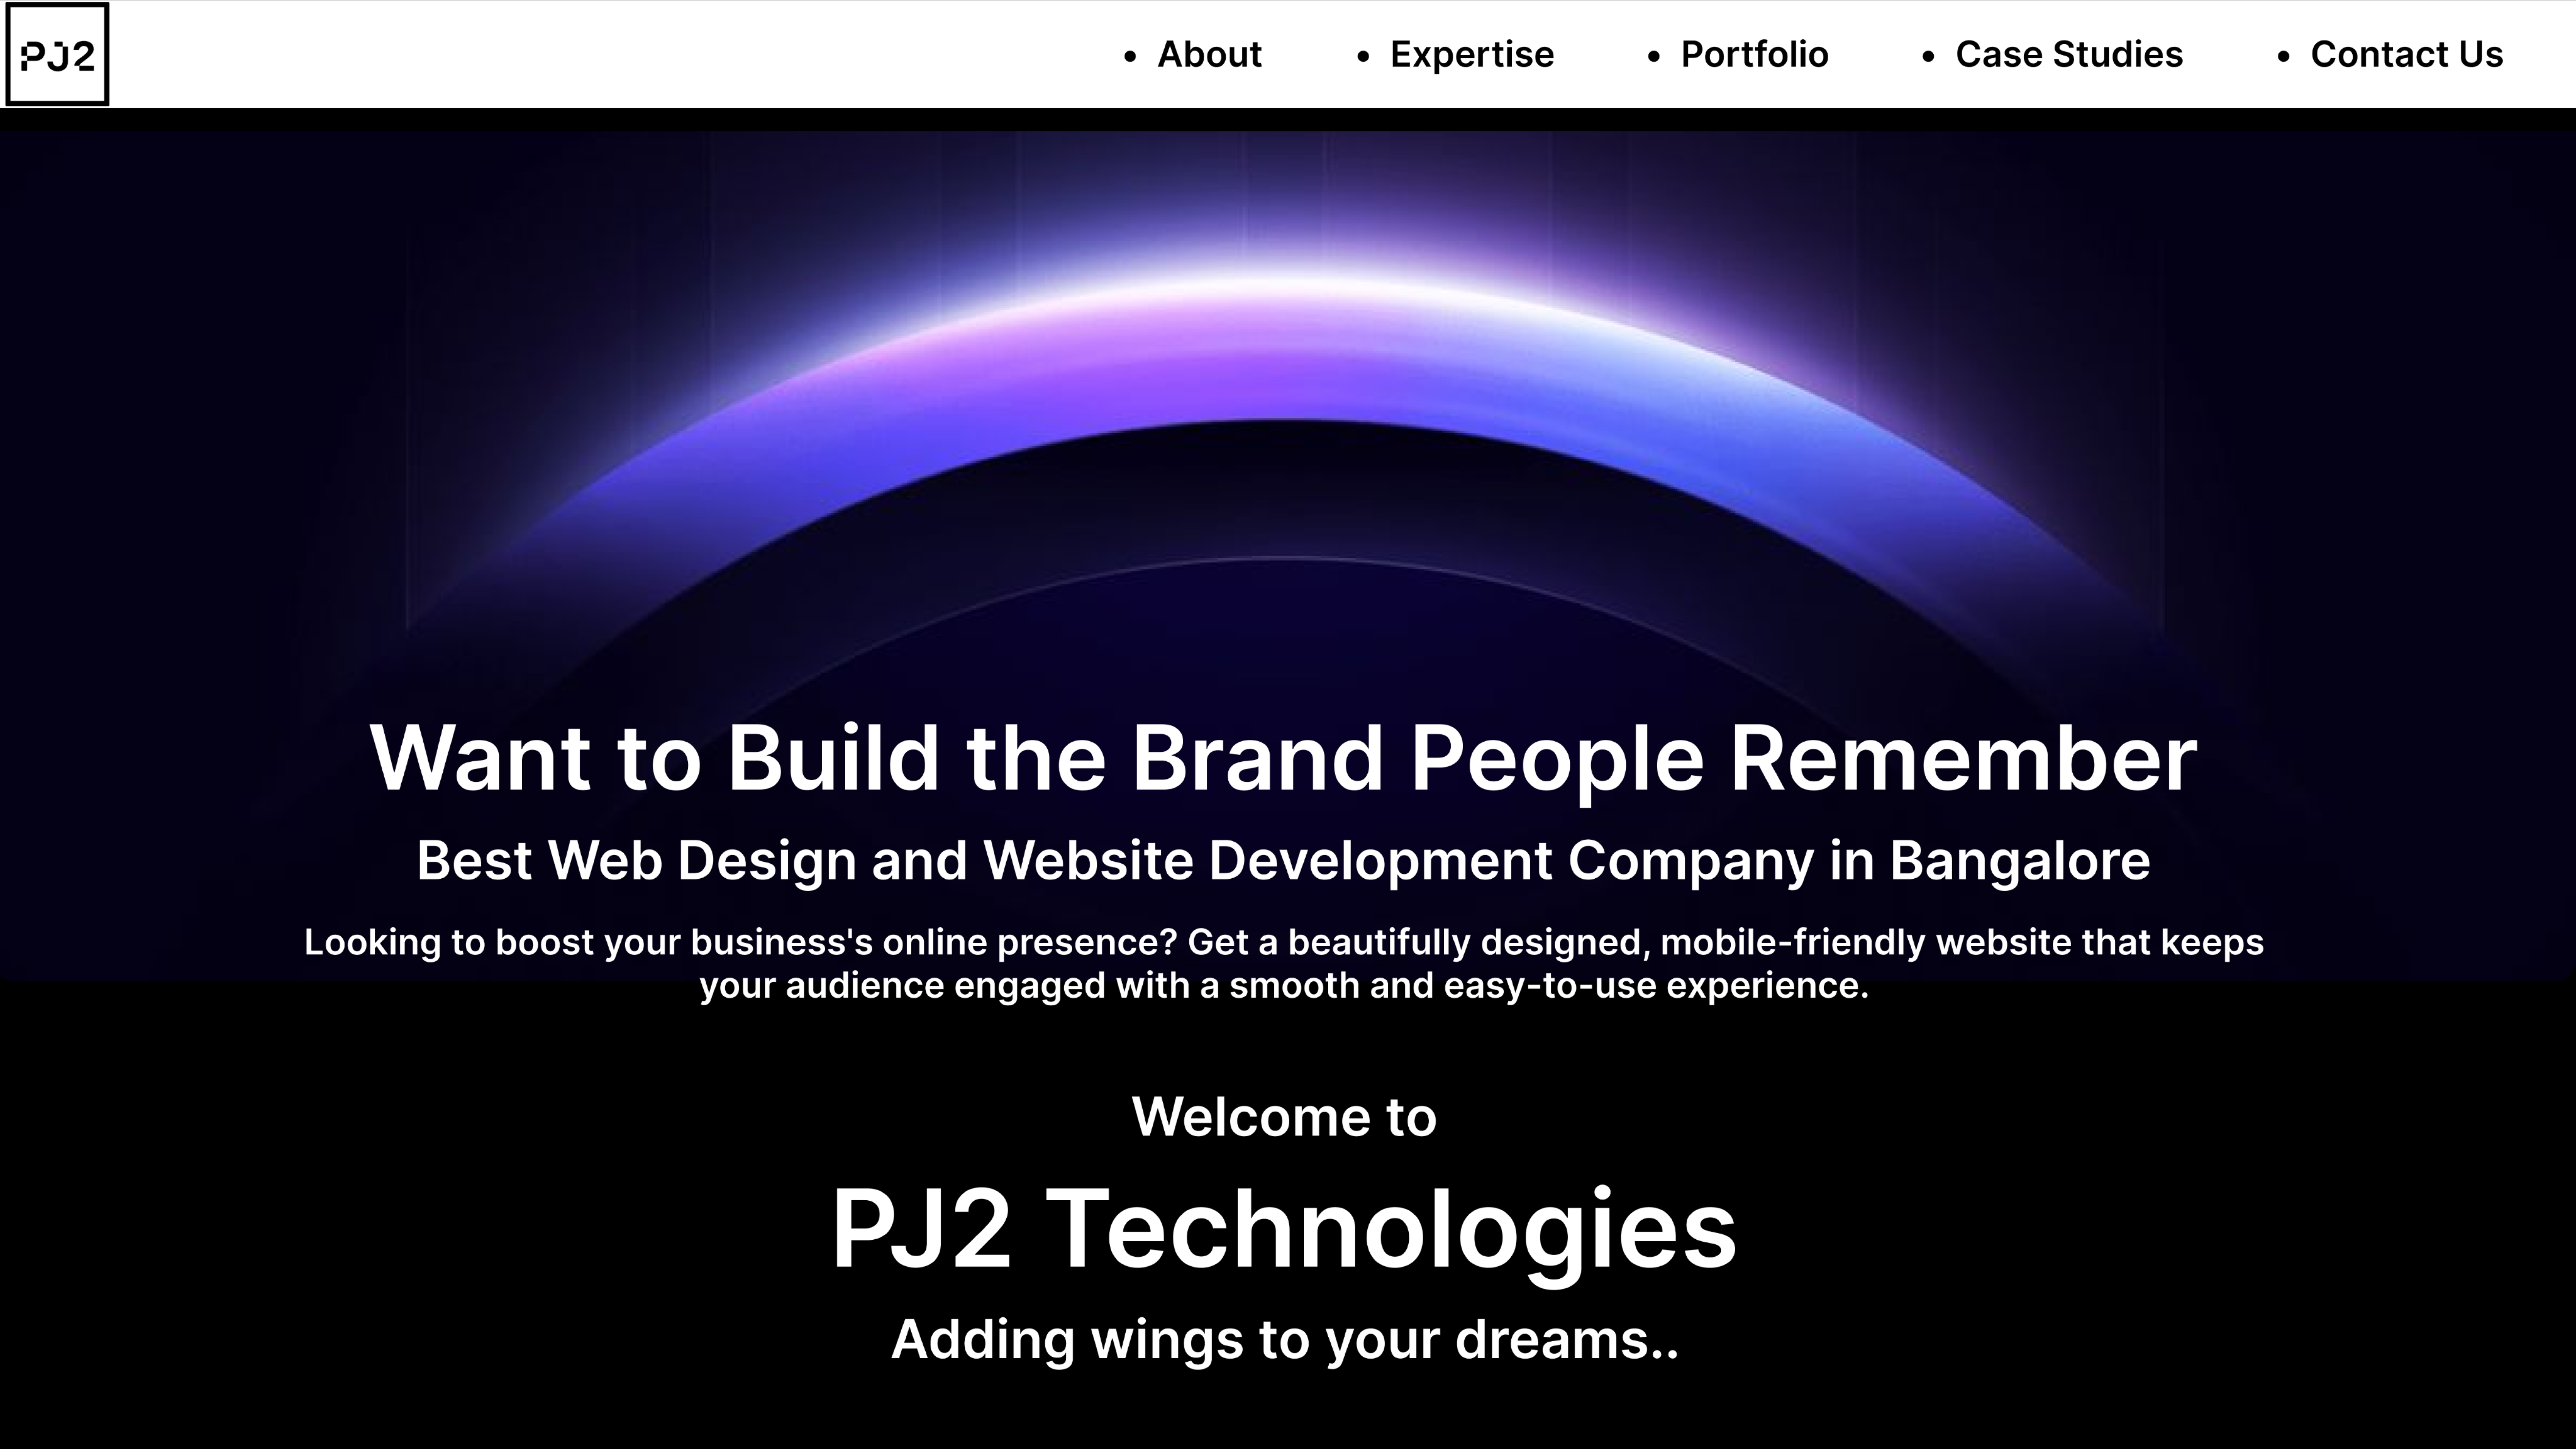 PJ2
• About • Expertise • Portfolio • Case Studies • Contact Us
Want to Build the Brand People Remember
Best Web Design and Website Development Company in Bangalore
Looking to boost your business's online presence? Get a beautifully designed, mobile-friendly website that keeps
your audience engaged with a smooth and easy-to-use experience.
Welcome to
PJ2 Technologies
Adding wings to your dreams..